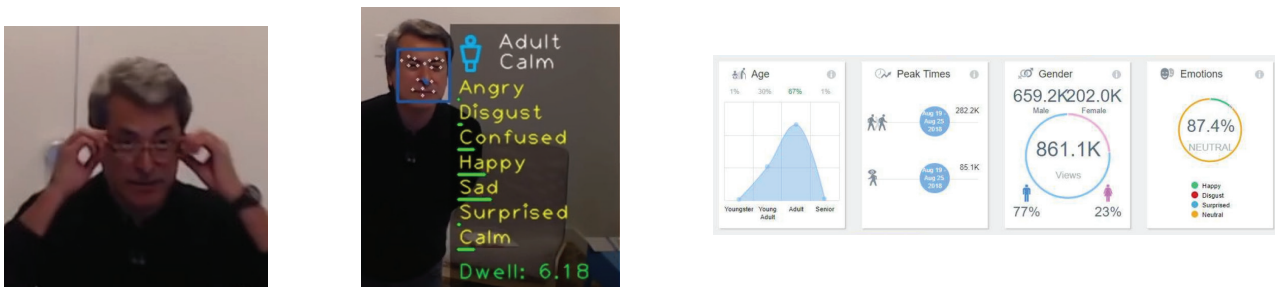 Adult
Calm
Angry
Disgust
Confused
Happy
Sad
Surprised
Calm
Dwell: 6.18
Age
1% 30% 67% 1%
Youngster Young Adult Adult Senior
Peak Times
Aug 19
Aug 25
2018
282.2K
Aug 19
Aug 25
2018
85.1K
Gender
659.2K 202.0K
Male Female
861.1K
Views
77% 23%
Emotions
87.4%
NEUTRAL
Happy
Disgust
Surprised
Neutral